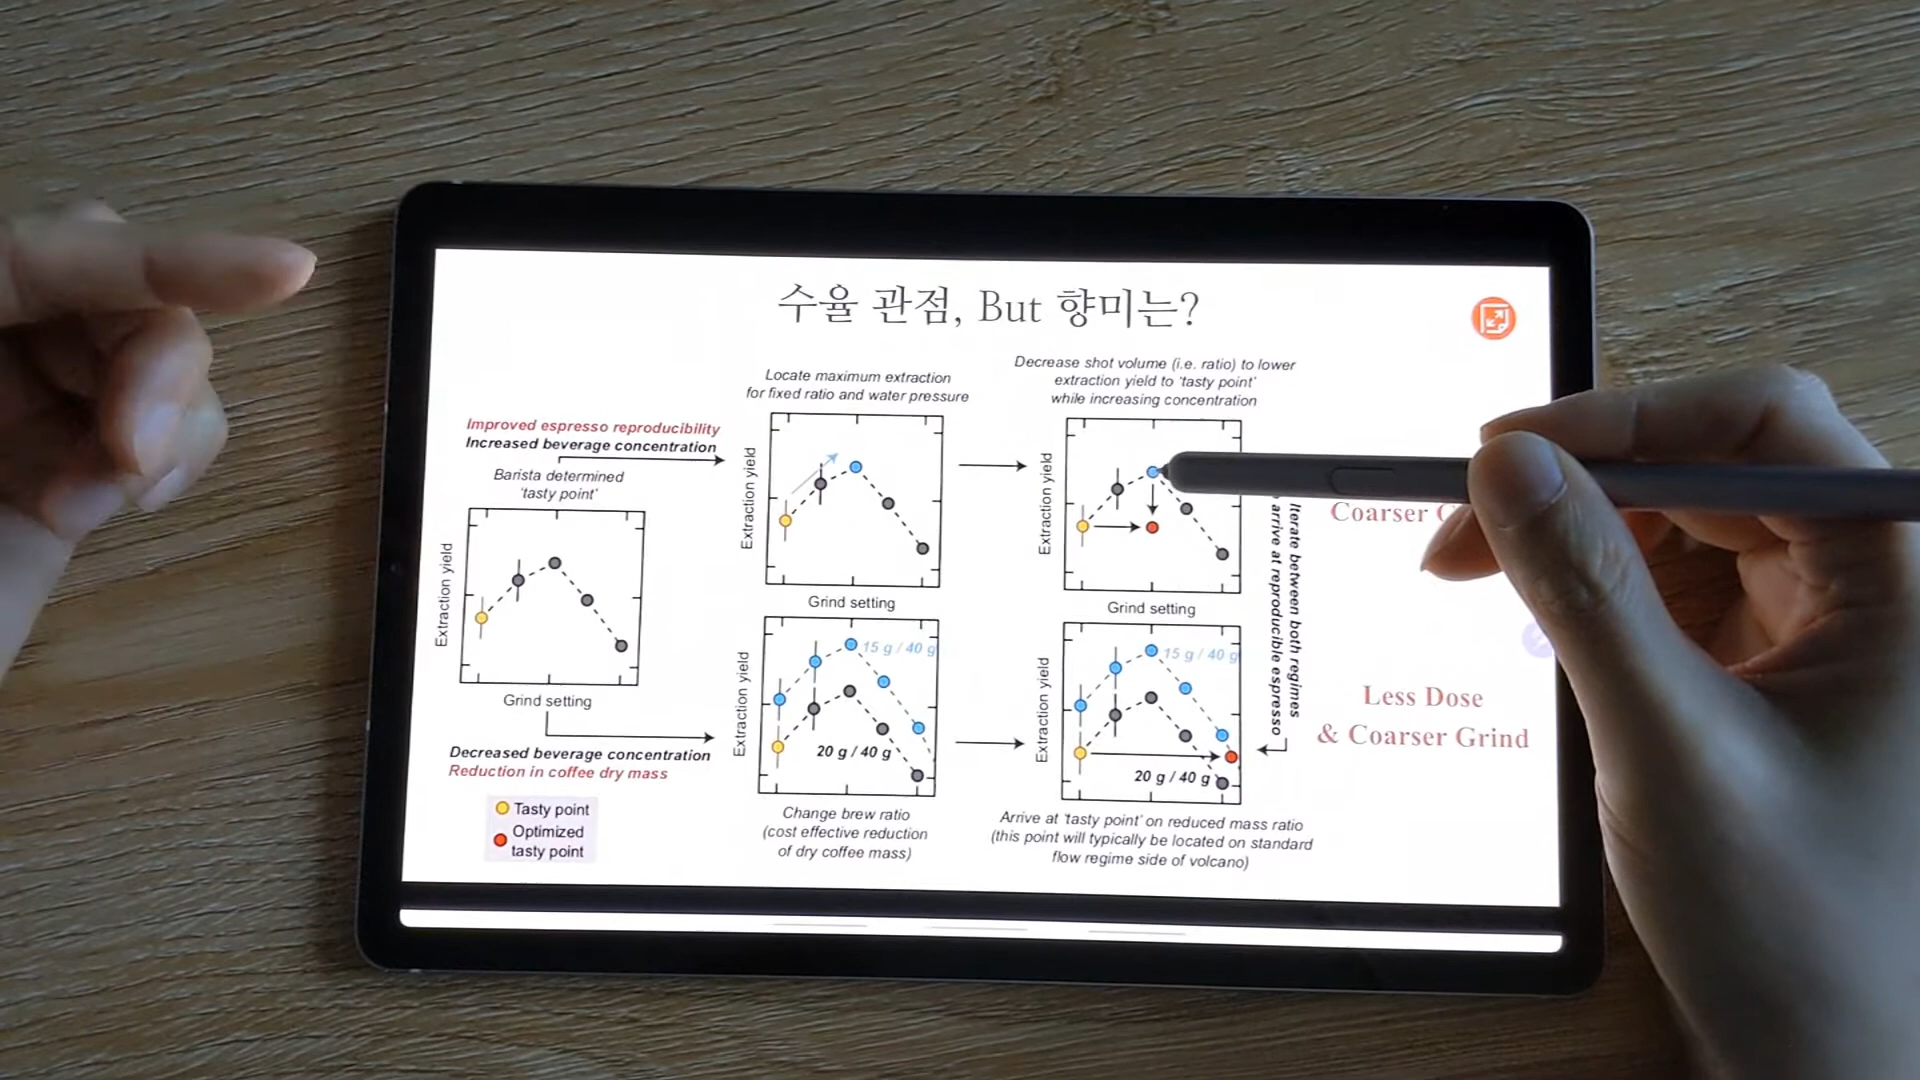 수율 관점, But 향미는?
Improved espresso reproducibility
Increased beverage concentration
Barista determined
'tasty point'
Extraction yield
Grind setting
Decreased beverage concentration
Reduction in coffee dry mass
Tasty point
Optimized
tasty point
Locate maximum extraction
for fixed ratio and water pressure
Extraction yield
Grind setting
Decrease shot volume (i.e. ratio) to lower
extraction yield to 'tasty point'
while increasing concentration
Extraction yield
Grind setting
Extraction yield
15 g / 40 g
20 g / 40 g
Change brew ratio
(cost effective reduction
of dry coffee mass)
Extraction yield
15 g / 40 g
20 g / 40 g
Arrive at 'tasty point' on reduced mass ratio
(this point will typically be located on standard
flow regime side of volcano)
Iterate between both regimes
arrive at reproducible espresso
Coarser
Less Dose
& Coarser Grind